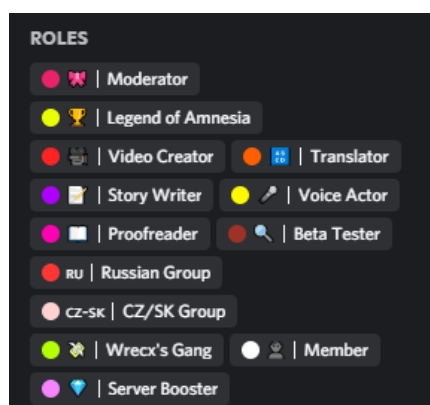 ROLES
| Moderator
| Legend of Amnesia
| Video Creator | Translator
| Story Writer | Voice Actor
| Proofreader | Beta Tester
RU | Russian Group
CZ-SK | CZ/SK Group
| Wrecx's Gang | Member
| Server Booster